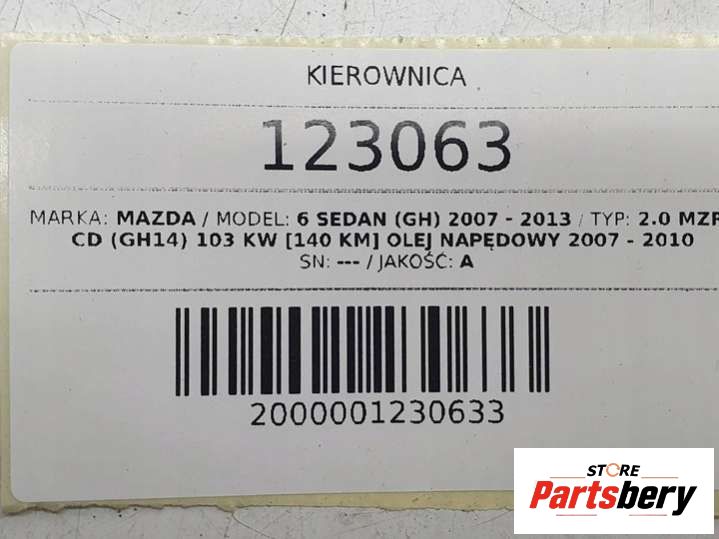 KIEROWNICA
123063
MARKA: MAZDA / MODEL: 6 SEDAN (GH) 2007 - 2013 / TYP: 2.0 MZR
CD (GH14) 103 KW [140 KM] OLEJ NAPĘDOWY 2007 - 2010
SN: --- / JAKOŚĆ: A
2000001230633
STORE
Partsbery